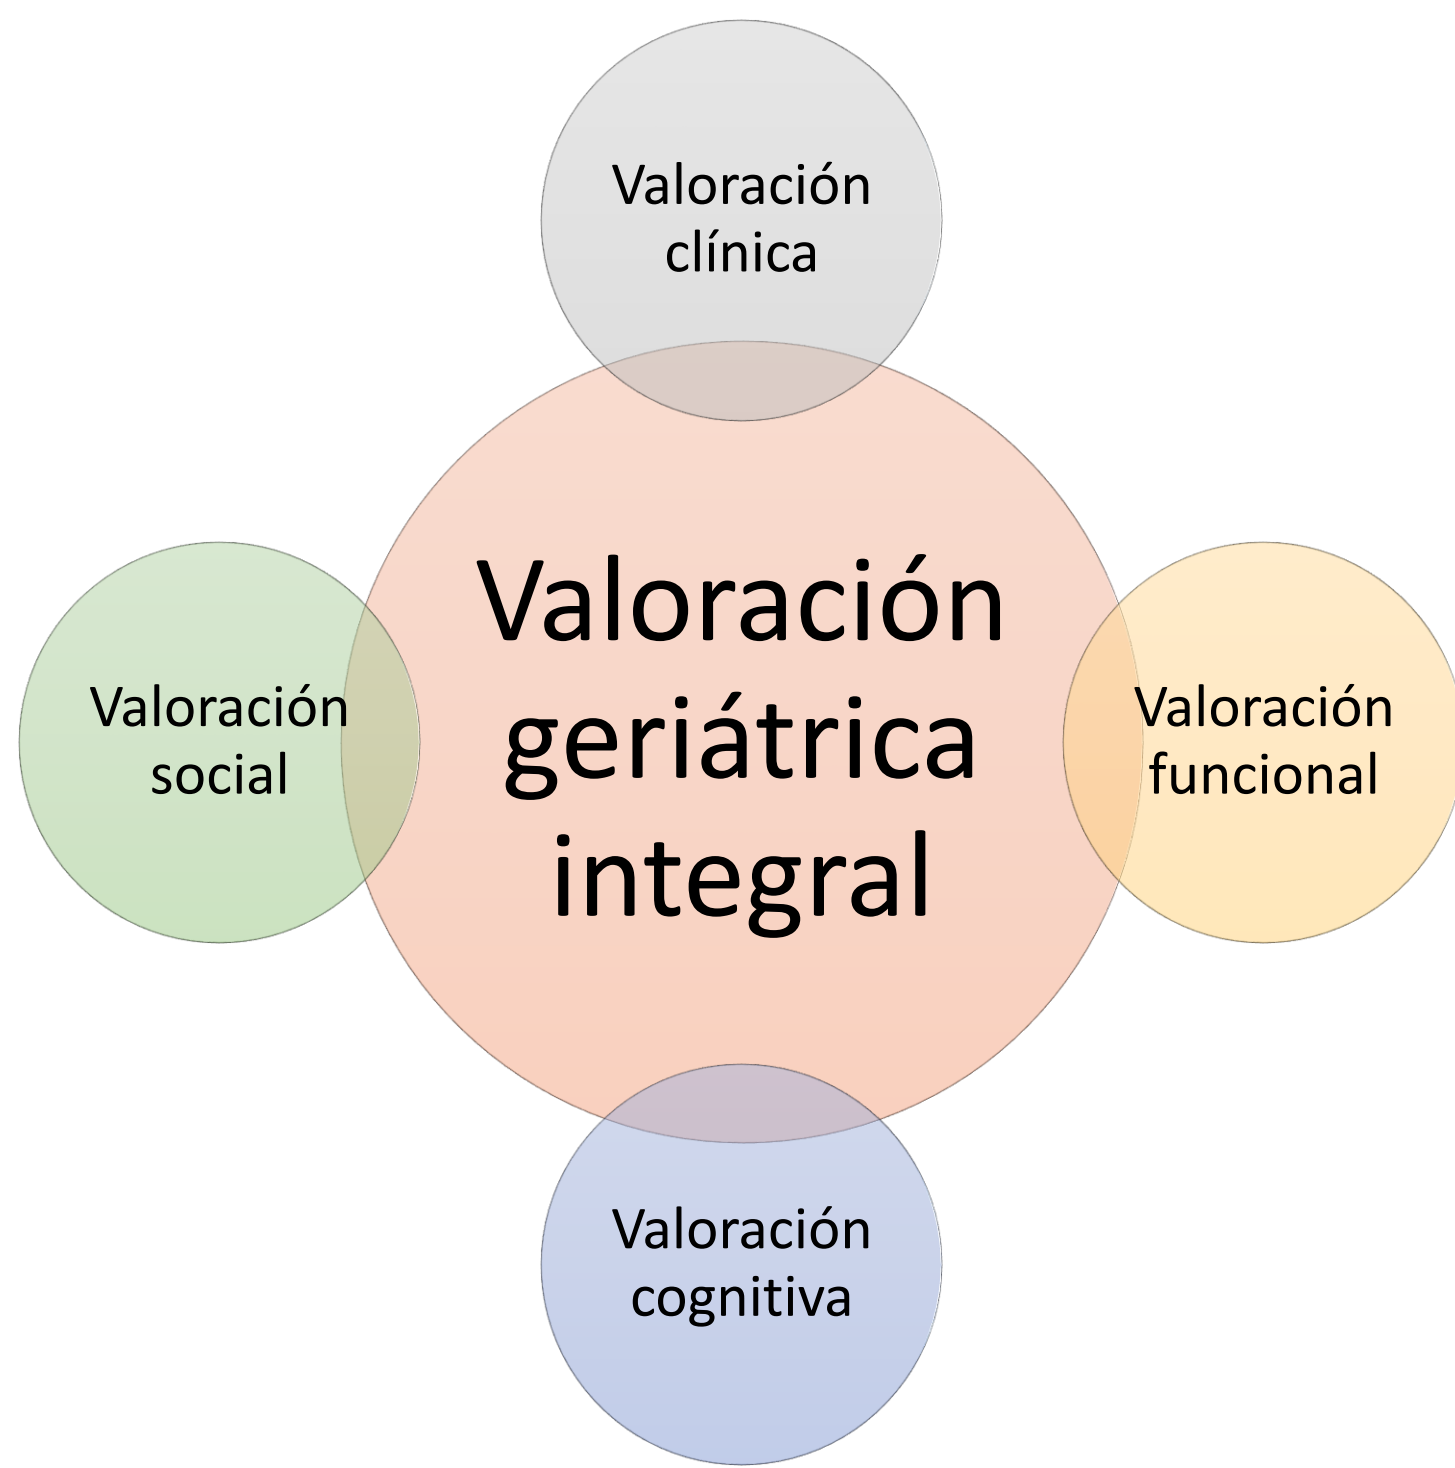 Valoración
clínica
Valoración
social
Valoración
geriátrica
integral
Valoración
funcional
Valoración
cognitiva